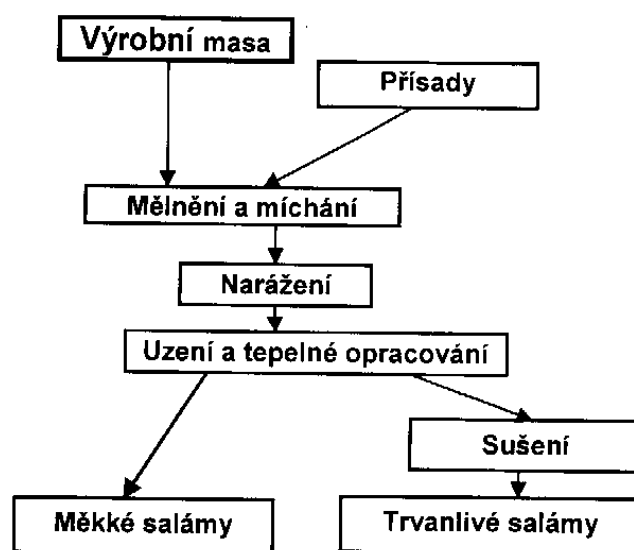 Výrobní masa
Přísady
Mělnění a míchání
Narážení
Uzení a tepelné opracování
Sušení
Měkké salámy
Trvanlivé salámy